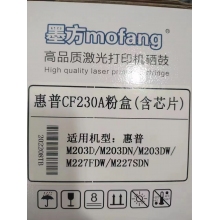 墨方mofang
高品质激光打印机硒鼓
High quality laser printer cartridge
惠普CF230A粉盒(含芯片)
适用机型：惠普
M203D/M203DN/M203DW/
M227FDW/M227SDN